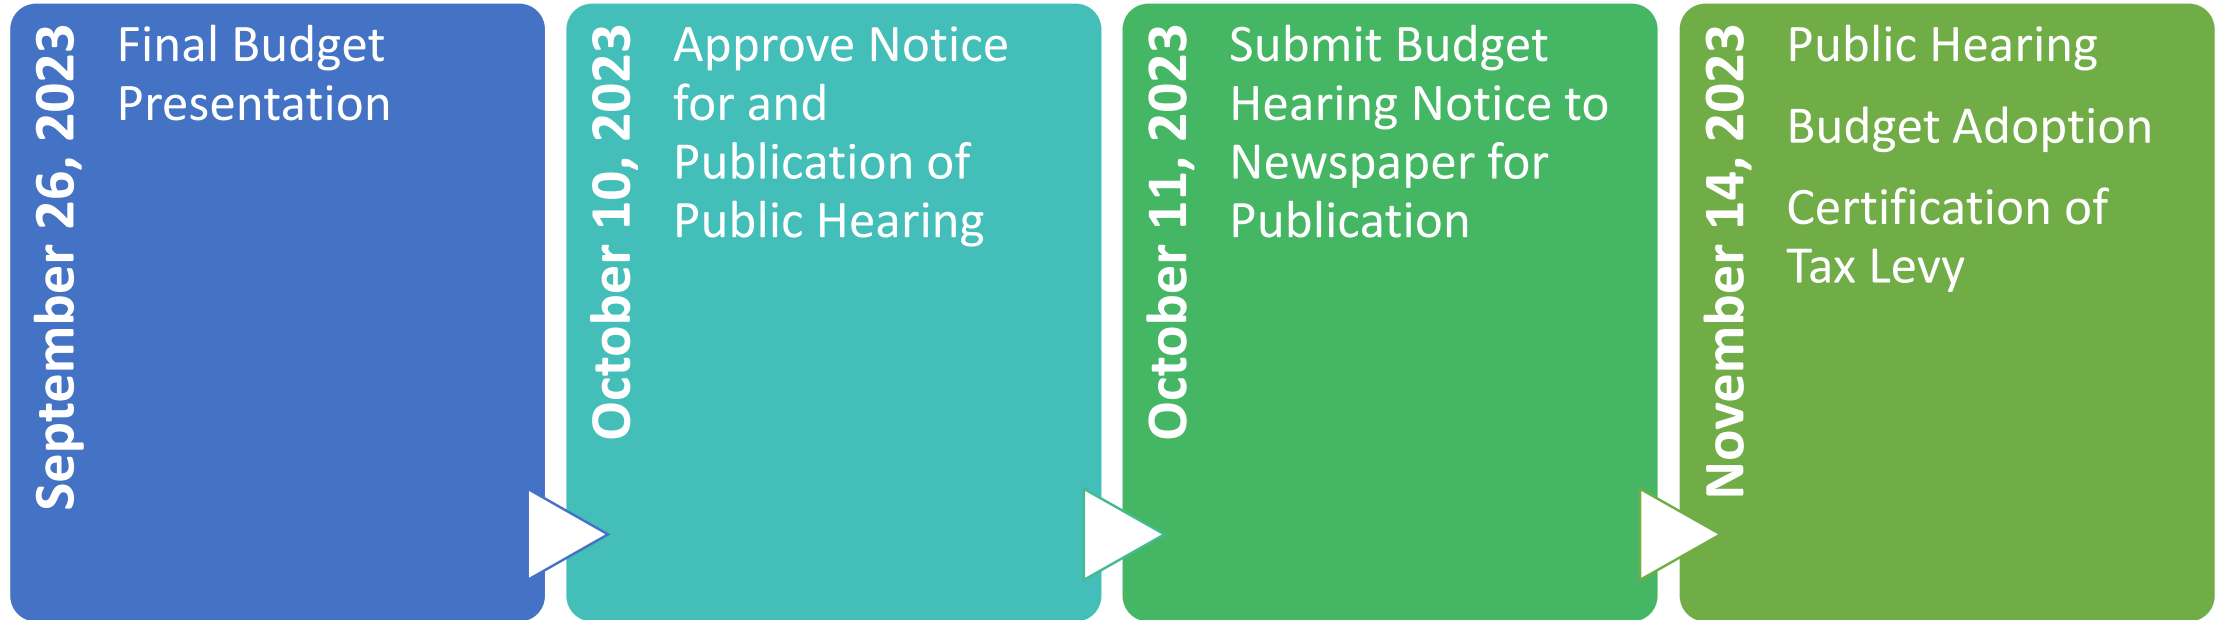 September 26, 2023
Final Budget
Presentation
October 10, 2023
Approve Notice
for and
Publication of
Public Hearing
October 11, 2023
Submit Budget
Hearing Notice to
Newspaper for
Publication
November 14, 2023
Public Hearing
Budget Adoption
Certification of
Tax Levy